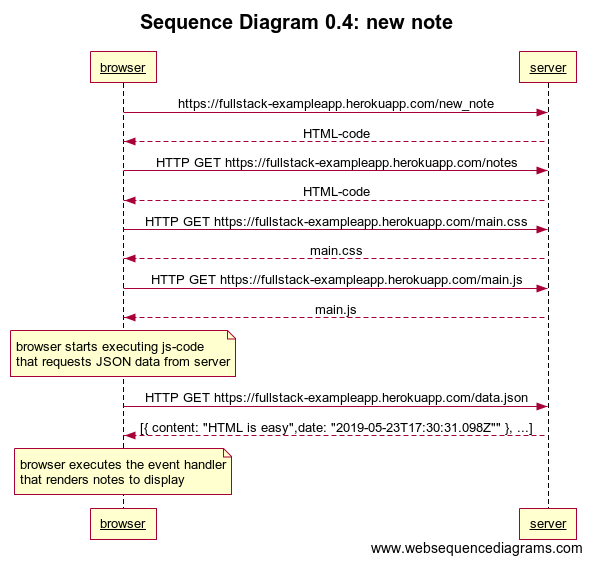 Sequence Diagram 0.4: new note
browser
server
https://fullstack-exampleapp.herokuapp.com/new_note
HTML-code
HTTP GET https://fullstack-exampleapp.herokuapp.com/notes
HTML-code
HTTP GET https://fullstack-exampleapp.herokuapp.com/main.css
main.css
HTTP GET https://fullstack-exampleapp.herokuapp.com/main.js
main.js
browser starts executing js-code
that requests JSON data from server
HTTP GET https://fullstack-exampleapp.herokuapp.com/data.json
[{ content: "HTML is easy",date: "2019-05-23T17:30:31.098Z"" }, ...]
browser executes the event handler
that renders notes to display
browser
server
www.websequencediagrams.com